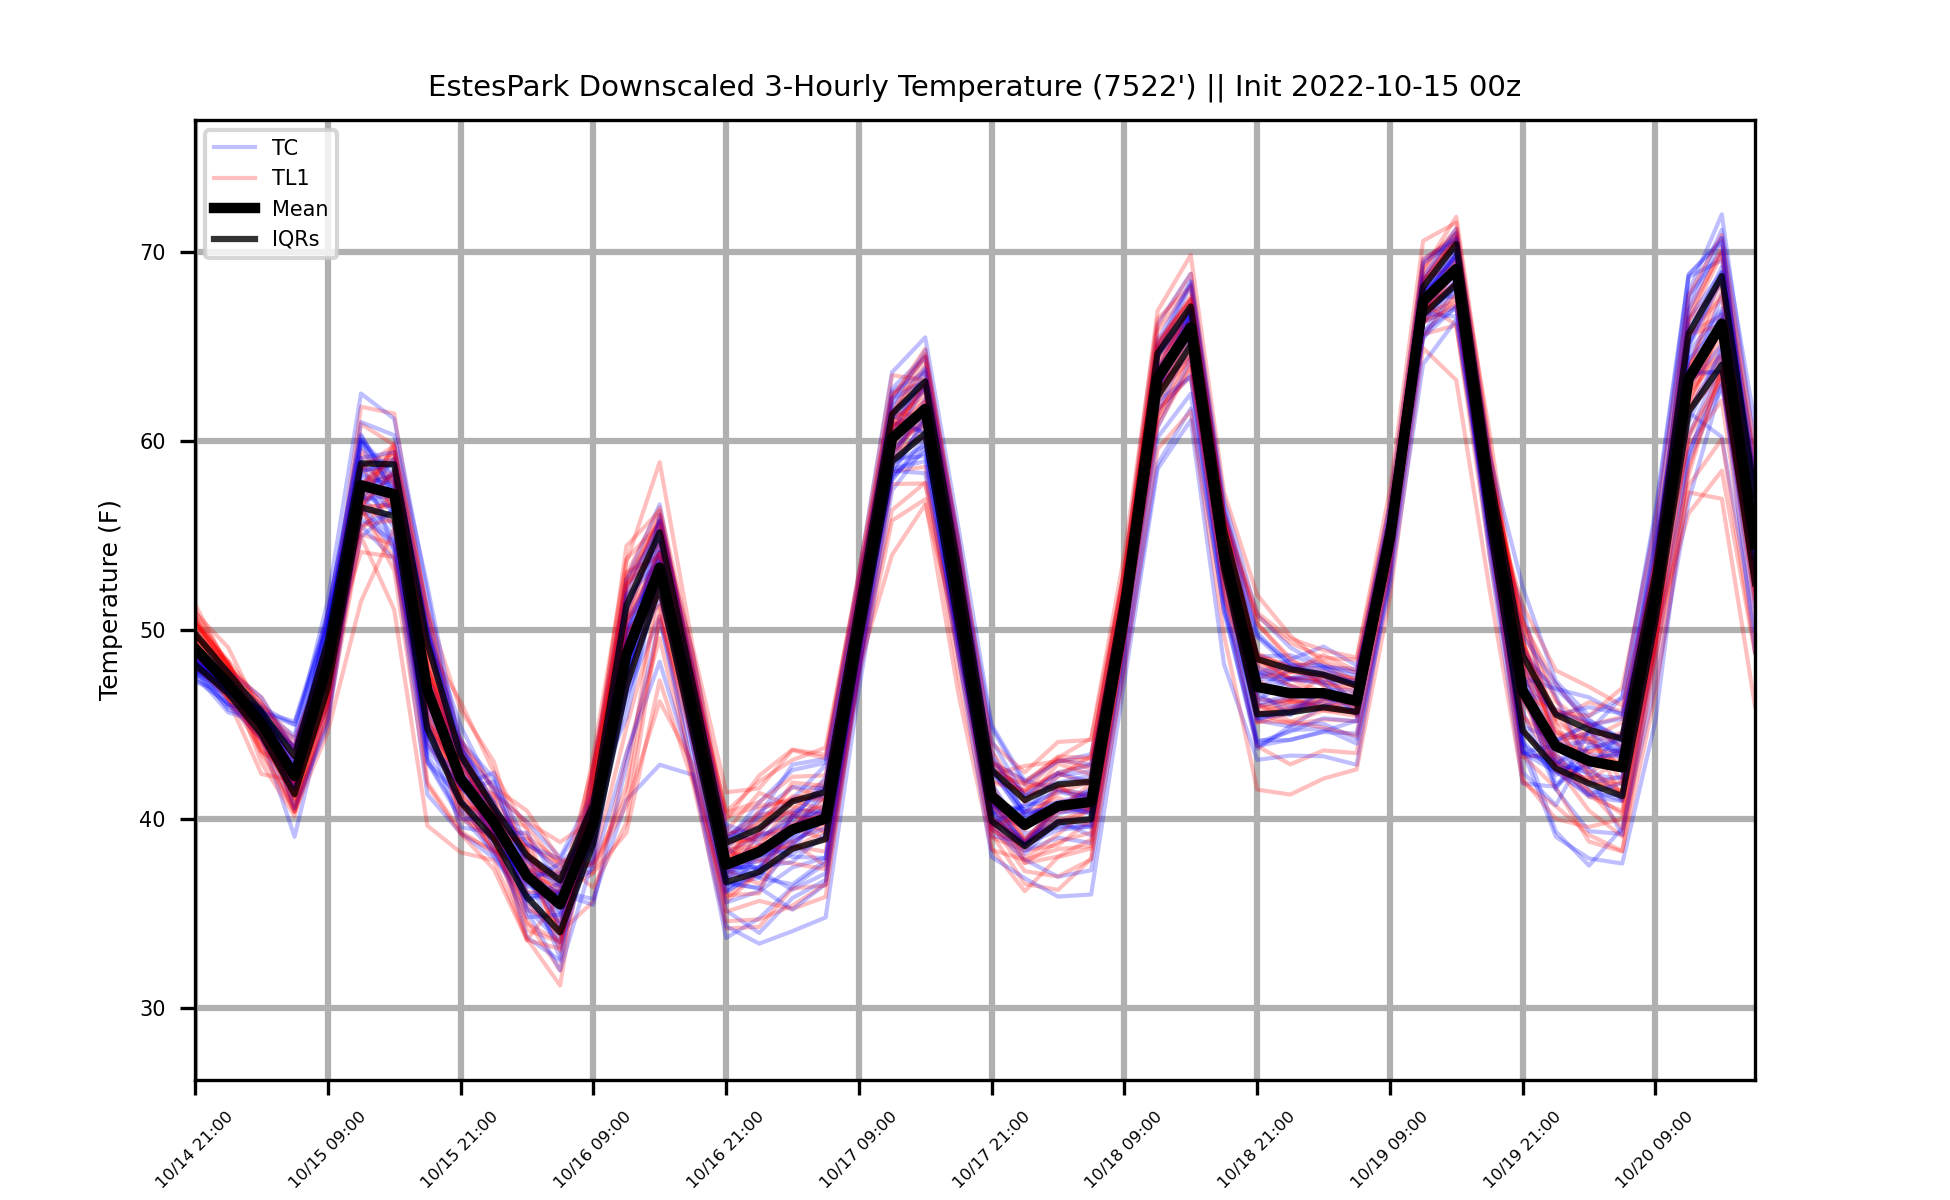 EstesPark Downscaled 3-Hourly Temperature (7522') || Init 2022-10-15 00z
TC
TL1
Mean
IQRs
Temperature (F)
70
60
50
40
30
10/14 21:00
10/15 09:00
10/15 21:00
10/16 09:00
10/16 21:00
10/17 09:00
10/17 21:00
10/18 09:00
10/18 21:00
10/19 09:00
10/19 21:00
10/20 09:00